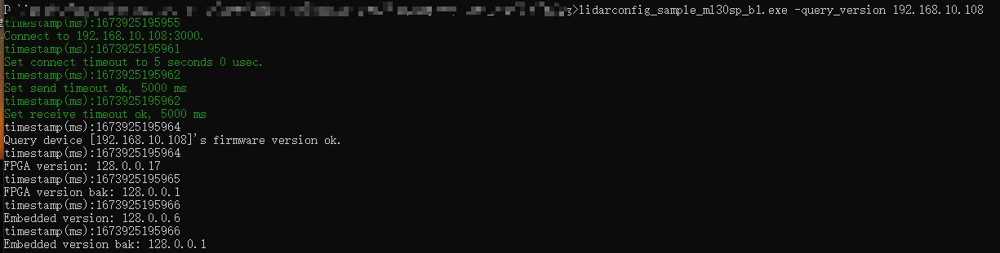 g>lidarconfig_sample_ml30sp_b1.exe -query_version 192.168.10.108
timestamp(ms):1673925195955
Connect to 192.168.10.108:3000.
timestamp(ms):1673925195961
Set connect timeout to 5 seconds 0 usec.
timestamp(ms):1673925195962
Set send timeout ok, 5000 ms
timestamp(ms):1673925195962
Set receive timeout ok, 5000 ms
timestamp(ms):1673925195964
Query device [192.168.10.108]'s firmware version ok.
timestamp(ms):1673925195964
FPGA version: 128.0.0.17
timestamp(ms):1673925195965
FPGA version bak: 128.0.0.1
timestamp(ms):1673925195966
Embedded version: 128.0.0.6
timestamp(ms):1673925195966
Embedded version bak: 128.0.0.1